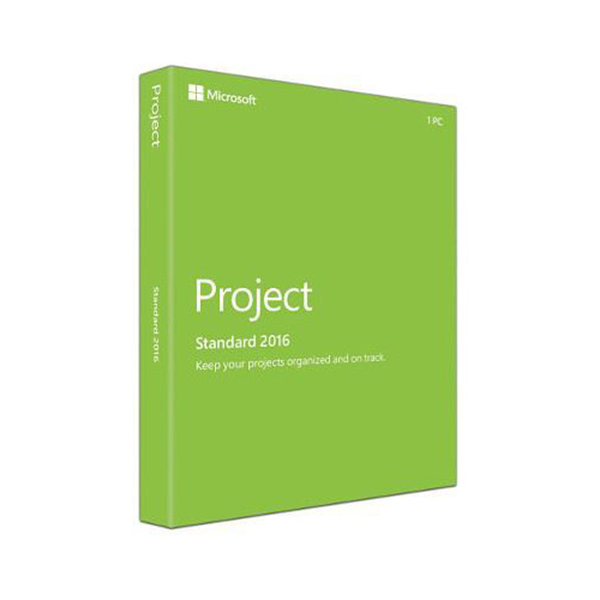 Project
Standard 2016
Microsoft
1 PC
Project
Standard 2016
Keep your projects organized and on track.